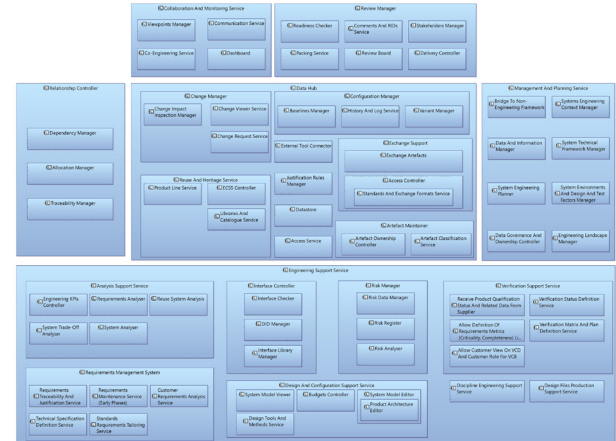 Collaboration And Monitoring Service
Viewpoints Manager
Communication Service
Co-Engineering Service
Dashboard
Review Manager
Readiness Checker
Comments And RIDs
Service
Stakeholders Manager
Packing Service
Review Board
Delivery Controller
Relationship Controller
Dependency Manager
Allocation Manager
Traceability Manager
Data Hub
Change Manager
Change Impact
Inspection Manager
Change Viewer Service
Change Request Service
Configuration Manager
Baselines Manager
History And Log Service
Variant Manager
External Tool Connector
Justification Rules
Manager
Datastore
Access Service
Exchange Support
Exchange Artefacts
Access Controller
Standards And Exchange Formats Service
Reuse And Heritage Service
Product Line Service
ECSS Controller
Libraries And
Catalogue Service
Artefact Maintainer
Artefact Ownership
Controller
Artefact Classification
Service
Management And Planning Service
Bridge To Non-
Engineering Framework
Systems Engineering
Context Manager
Data And Information
Manager
System Technical
Framework Manager
System Engineering
Planner
System Environments
And Design And Test
Factors Manager
Data Governance And
Ownership Controller
Engineering Landscape
Manager
Engineering Support Service
Analysis Support Service
Engineering KPIs
Controller
Requirements Analyser
Reuse System Analysis
System Trade-Off
Analyser
System Analyser
Requirements Management System
Requirements
Traceability And
Justification Service
Requirements
Maintenance Service
(Early Phases)
Customer
Requirements Analysis
Service
Technical Specification
Definition Service
Standards
Requirements Tailoring
Service
Interface Controller
Interface Checker
DID Manager
Interface Library
Manager
Risk Manager
Risk Data Manager
Risk Register
Risk Analyser
Design And Configuration Support Service
System Model Viewer
Budgets Controller
System Model Editor
Product Architecture
Editor
Design Tools And
Methods Service
Verification Support Service
Receive Product Qualification
Status And Related Data From
Supplier
Verification Status Definition
Service
Allow Definition Of
Requirements Metrics
(Criticality, Completeness) (...
Verification Matrix And Plan
Definition Service
Allow Customer View On VCD
And Customer Role For VCB
Discipline Engineering Support
Service
Design Files Production
Support Service